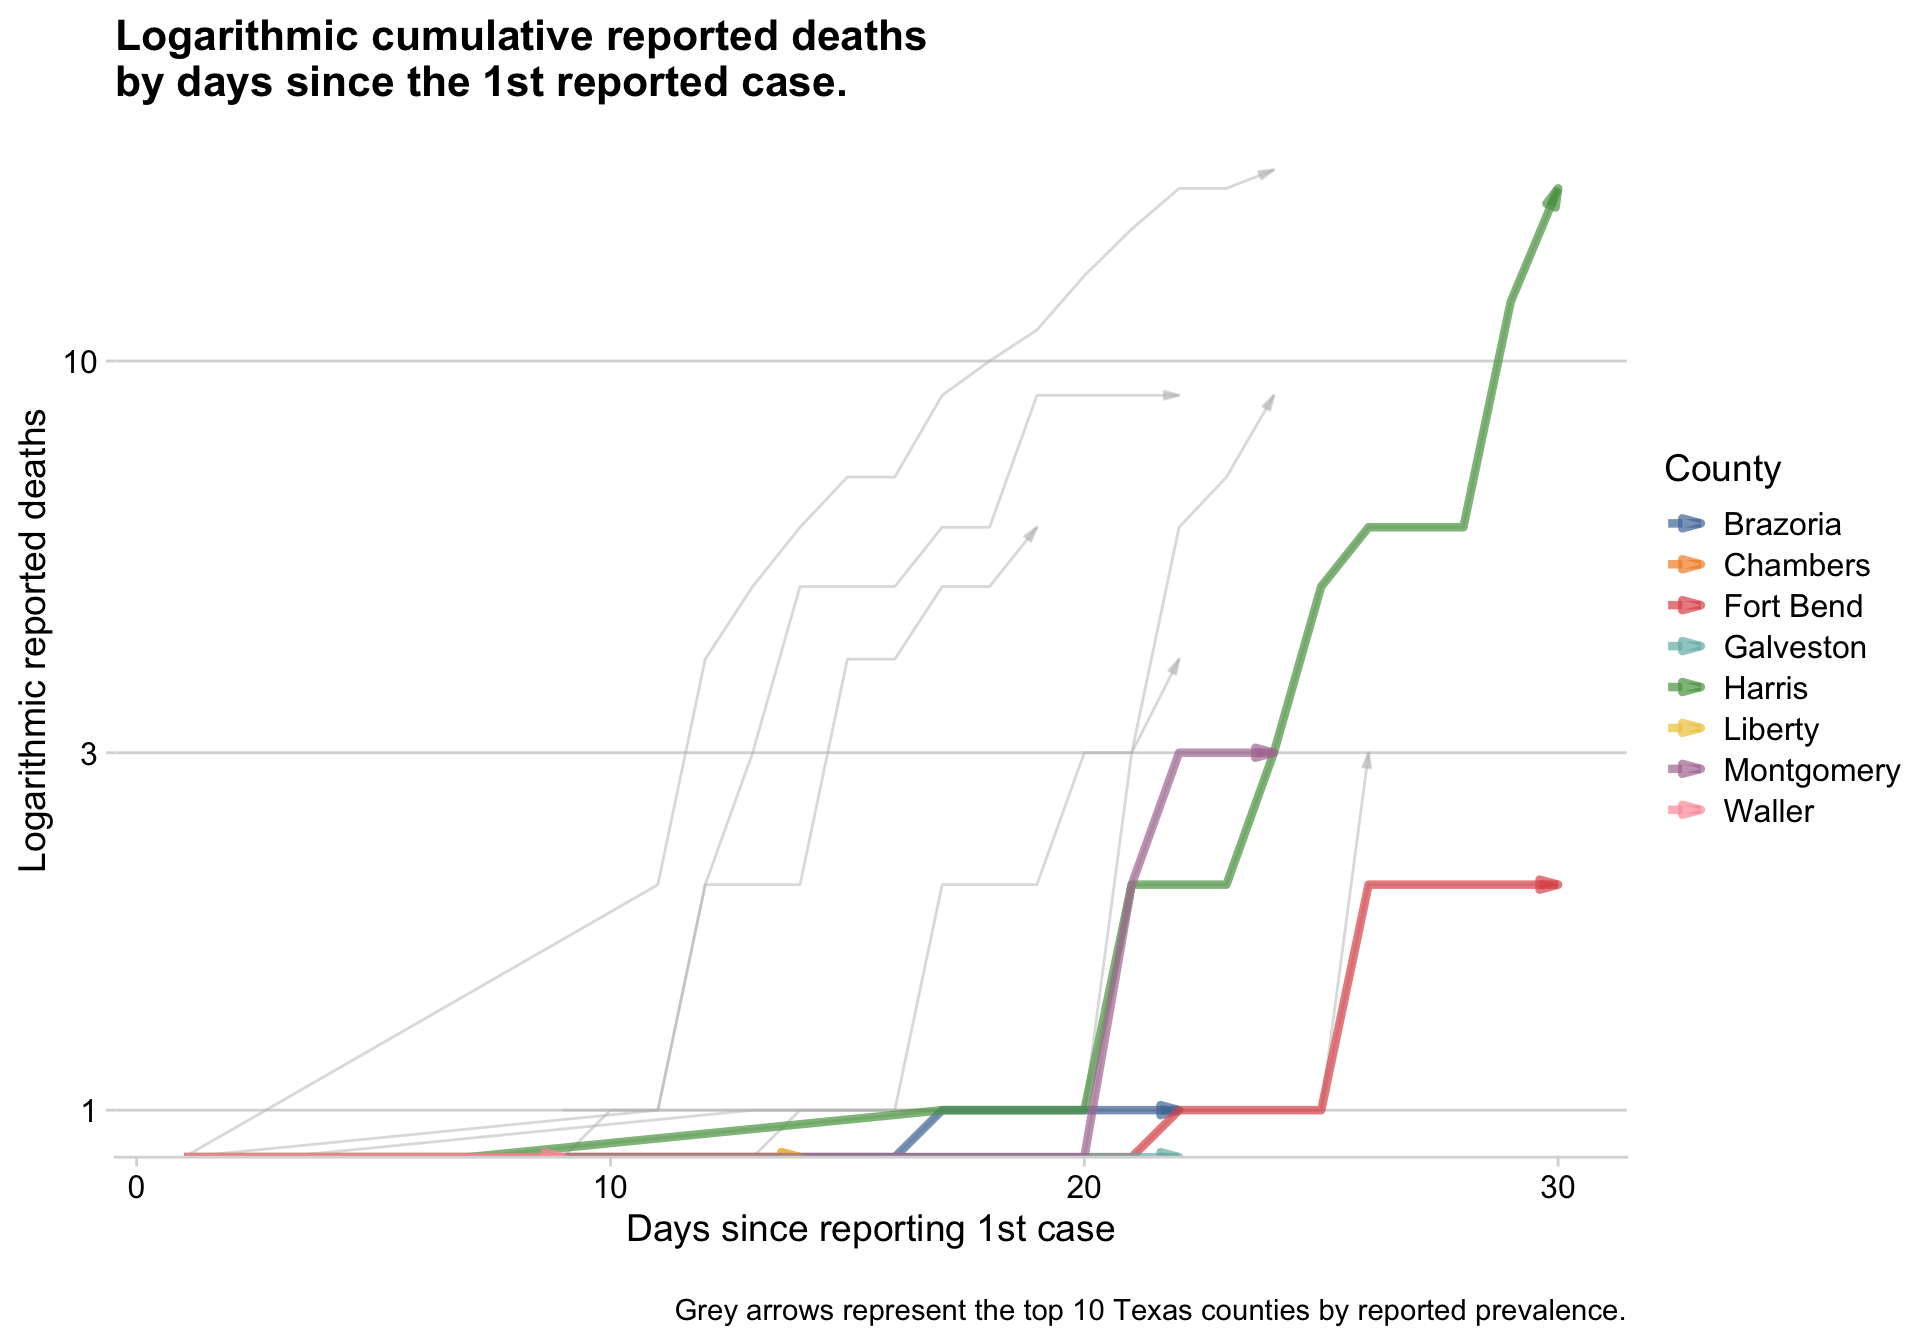 Logarithmic cumulative reported deaths
by days since the 1st reported case.
Logarithmic reported deaths
10
3
1
0
10
20
30
Days since reporting 1st case
County
Brazoria
Chambers
Fort Bend
Galveston
Harris
Liberty
Montgomery
Waller
Grey arrows represent the top 10 Texas counties by reported prevalence.